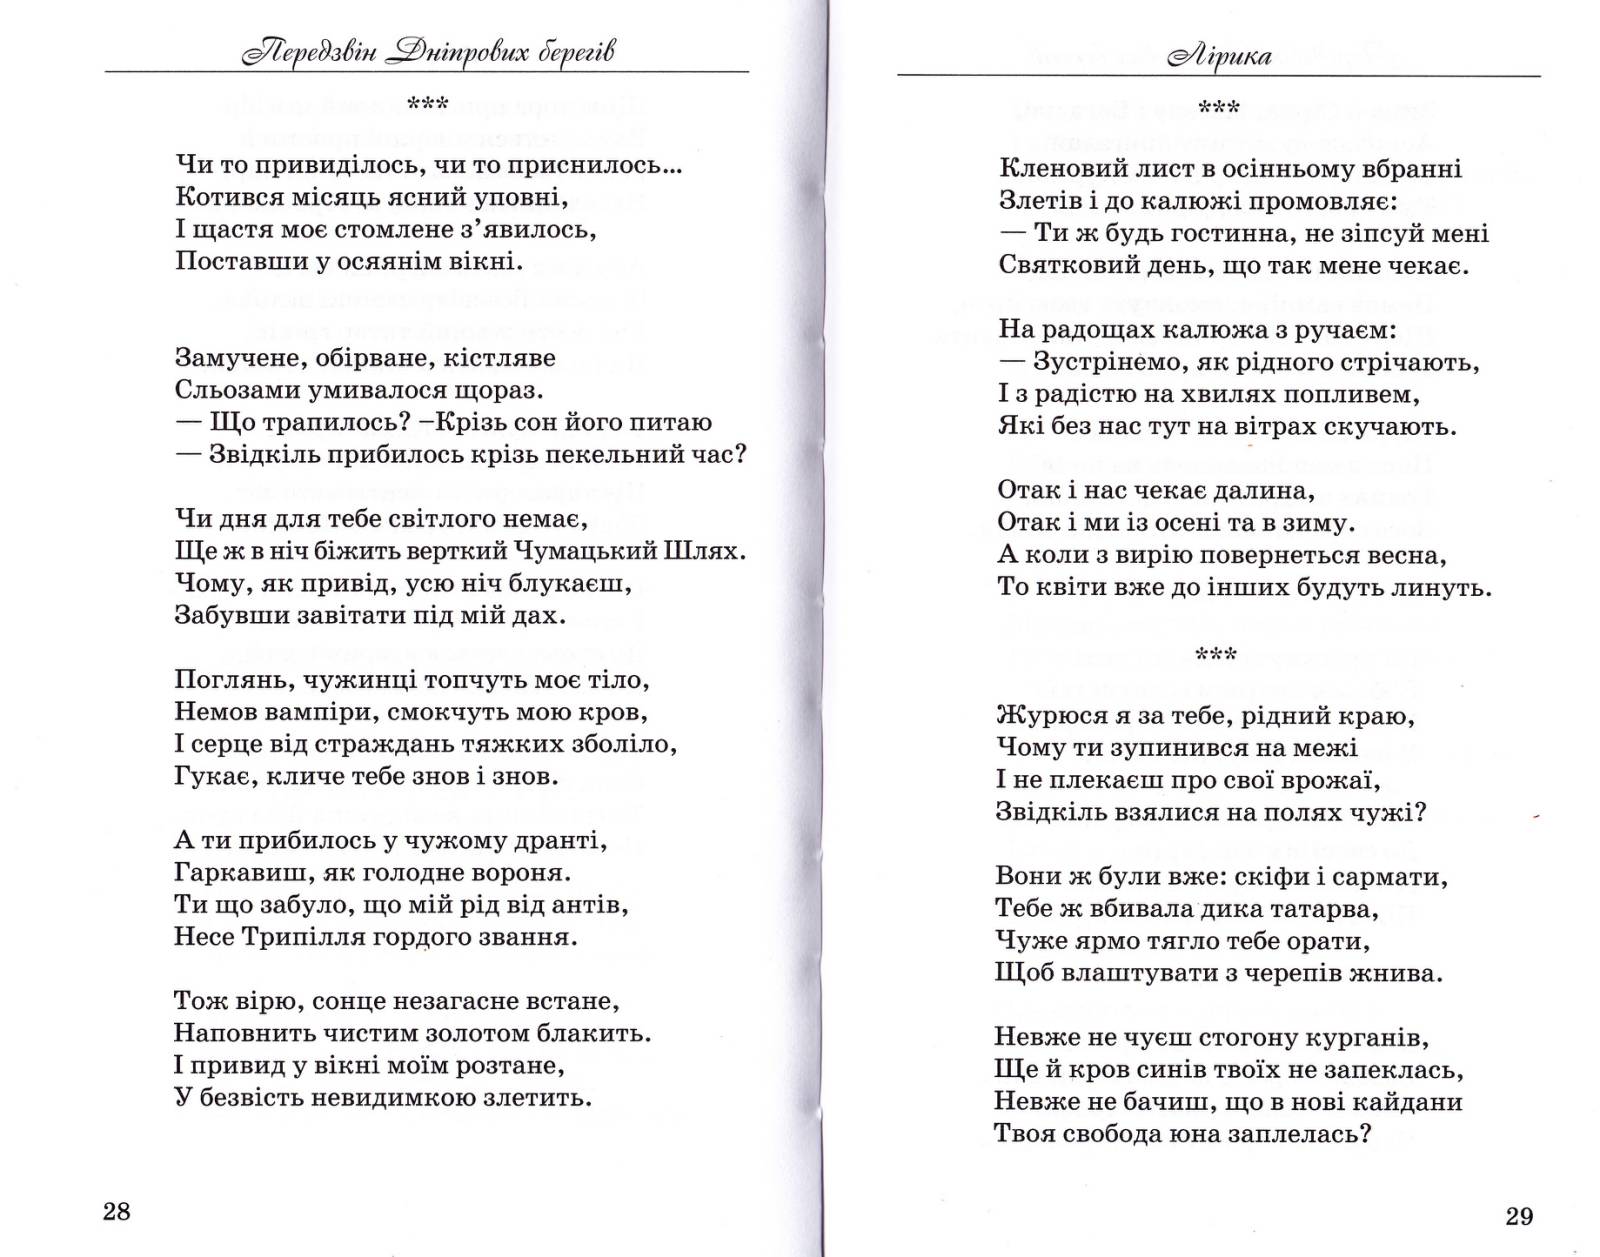 Передзвін Дніпрових берегів
***
Чи то привиділось, чи то приснилось...
Котився місяць ясний уповні,
І щастя моє стомлене з’явилось,
Поставши у осяянім вікні.
Замучене, обірване, кістляве
Сльозами умивалося щораз.
— Що трапилось? –Крізь сон його питаю
— Звідкіль прибилось крізь пекельний час?
Чи дня для тебе світлого немає,
Ще ж в ніч біжить верткий Чумацький Шлях.
Чому, як привід, усю ніч блукаєш,
Забувши завітати під мій дах.
Поглянь, чужинці топчуть моє тіло,
Немов вампіри, смокчуть мою кров,
І серце від страждань тяжких зболіло,
Гукає, кличе тебе знов і знов.
А ти прибилось у чужому дранті,
Гаркавиш, як голодне вороня.
Ти що забуло, що мій рід від антів,
Несе Трипілля гордого звання.
Тож вірю, сонце незагасне встане,
Наповнить чистим золотом блакить.
І привид у вікні моїм розтане,
У безвість невидимкою злетить.
28
Лірика
***
Кленовий лист в осінньому вбранні
Злетів і до калюжі промовляє:
— Ти ж будь гостинна, не зіпсуй мені
Святковий день, що так мене чекає.
На радощах калюжа з ручаєм:
— Зустрінемо, як рідного стрічають,
І з радістю на хвилях попливем,
Які без нас тут на вітрах скучають.
Отак і нас чекає далина,
Отак і ми із осені та в зиму.
А коли з вирію повернеться весна,
То квіти вже до інших будуть линуть.
***
Журюся я за тебе, рідний краю,
Чому ти зупинився на межі
І не плекаєш про свої врожаї,
Звідкіль взялися на полях чужі?
Вони ж були вже: скіфи і сармати,
Тебе ж вбивала дика татарва,
Чуже ярмо тягло тебе орати,
Щоб влаштувати з черепів жнива.
Невже не чуєш стогону курганів,
Ще й кров синів твоїх не запеклась,
Невже не бачиш, що в нові кайдани
Твоя свобода юна заплелась?
29